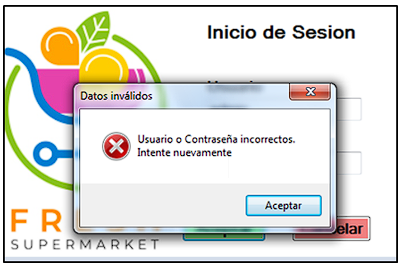 Inicio de Sesion
Datos inválidos
Usuario o Contraseña incorrectos.
Intente nuevamente
Aceptar
SUPERMARKET